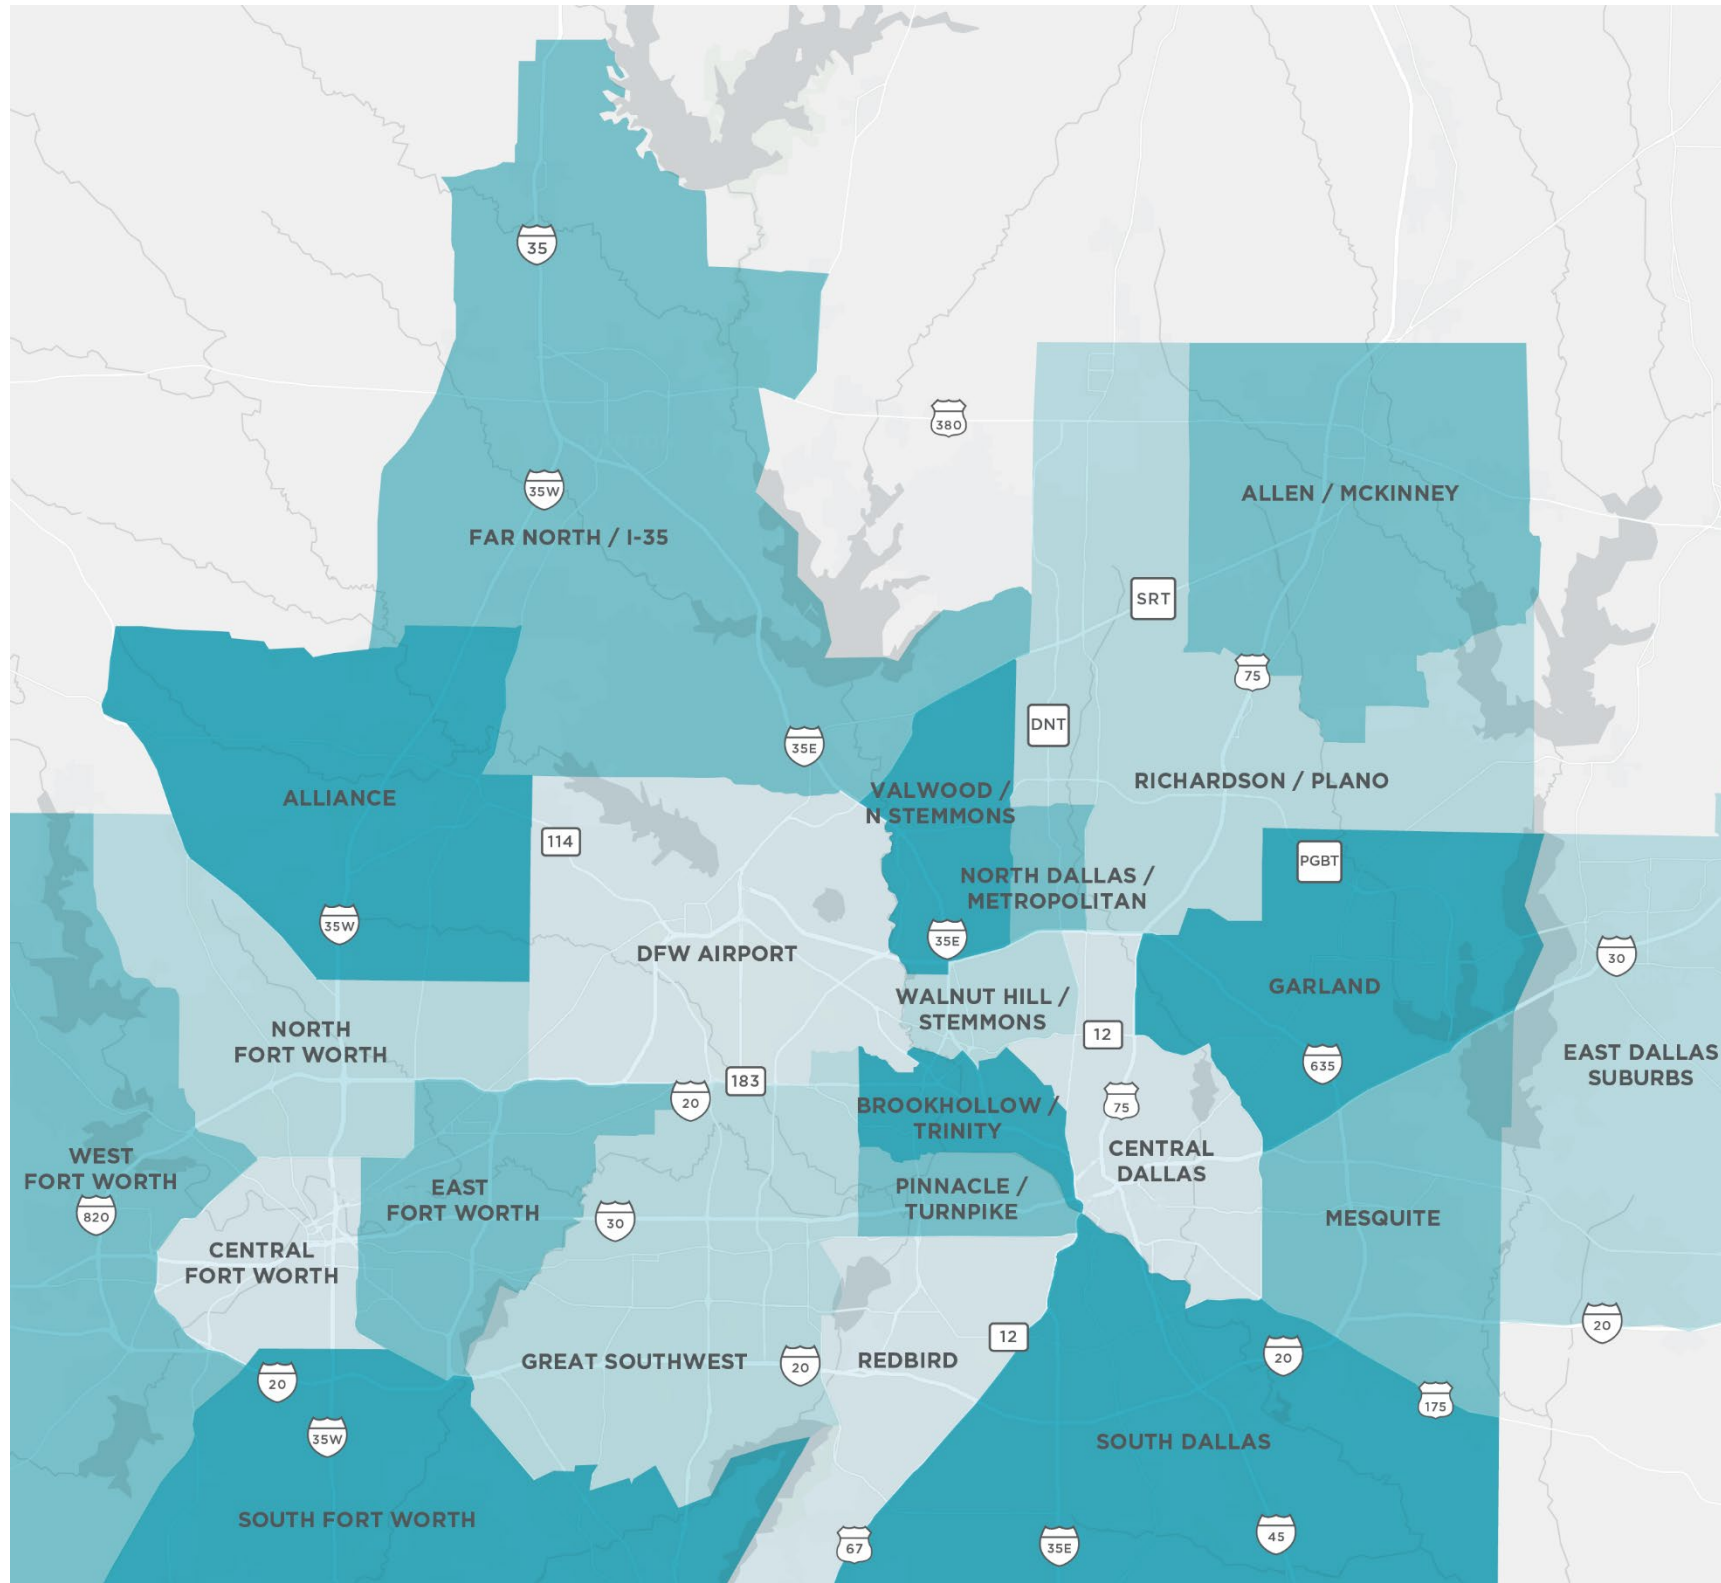 35
380
35W
ALLEN / MCKINNEY
FAR NORTH / I-35
SRT
75
DNT
35E
VALWOOD /
N STEMMONS
RICHARDSON / PLANO
ALLIANCE
114
PGBT
NORTH DALLAS /
METROPOLITAN
35W
35E
DFW AIRPORT
30
GARLAND
WALNUT HILL /
STEMMONS
NORTH
FORT WORTH
12
635
EAST DALLAS
SUBURBS
183
20
75
BROOKHOLLOW /
TRINITY
CENTRAL
DALLAS
WEST
FORT WORTH
820
EAST
FORT WORTH
30
PINNACLE /
TURNPIKE
MESQUITE
CENTRAL
FORT WORTH
12
20
GREAT SOUTHWEST
20
REDBIRD
20
20
175
35W
SOUTH DALLAS
SOUTH FORT WORTH
67
35E
45